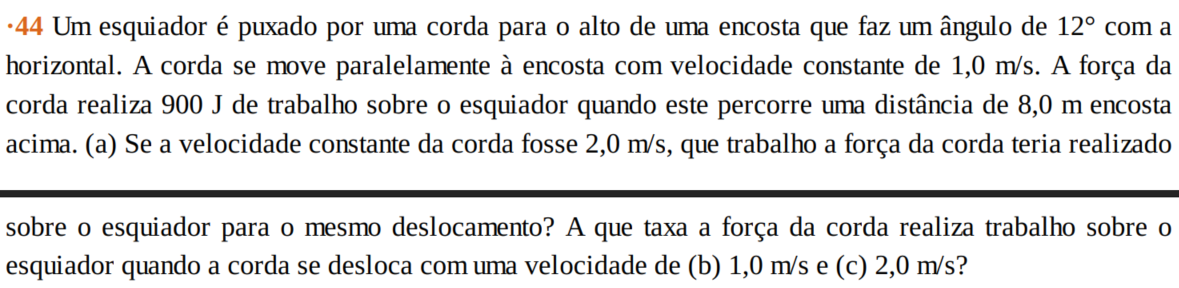 •44 Um esquiador é puxado por uma corda para o alto de uma encosta que faz um ângulo de 12° com a
horizontal. A corda se move paralelamente à encosta com velocidade constante de 1,0 m/s. A força da
corda realiza 900 J de trabalho sobre o esquiador quando este percorre uma distância de 8,0 m encosta
acima. (a) Se a velocidade constante da corda fosse 2,0 m/s, que trabalho a força da corda teria realizado
sobre o esquiador para o mesmo deslocamento? A que taxa a força da corda realiza trabalho sobre o
esquiador quando a corda se desloca com uma velocidade de (b) 1,0 m/s e (c) 2,0 m/s?